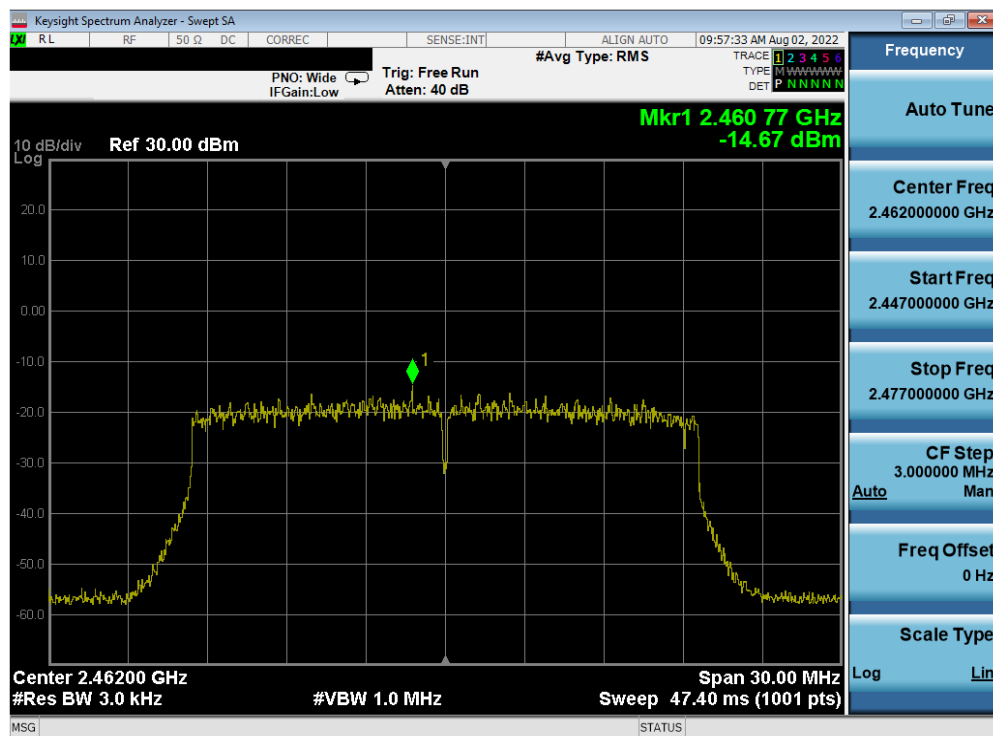 Keysight Spectrum Analyzer - Swept SA
LXI RL RF 50 Ω DC CORREC SENSE:INT ALIGN AUTO 09:57:33 AM Aug 02, 2022
Frequency
#Avg Type: RMS
TRACE 1 2 3 4 5 6
TYPE M WWWWW
DET P N N N N N
PNO: Wide
IFGain:Low
Trig: Free Run
Atten: 40 dB
Auto Tune
Mkr1 2.460 77 GHz
-14.67 dBm
10 dB/div
Log
Ref 30.00 dBm
Center Freq
2.462000000 GHz
20.0
10.0
Start Freq
2.447000000 GHz
0.00
-10.0
1
Stop Freq
2.477000000 GHz
-20.0
-30.0
CF Step
3.000000 MHz
Auto Man
-40.0
-50.0
Freq Offset
0 Hz
-60.0
Scale Type
Log Lin
Center 2.46200 GHz
Span 30.00 MHz
#Res BW 3.0 kHz
#VBW 1.0 MHz
Sweep 47.40 ms (1001 pts)
MSG
STATUS